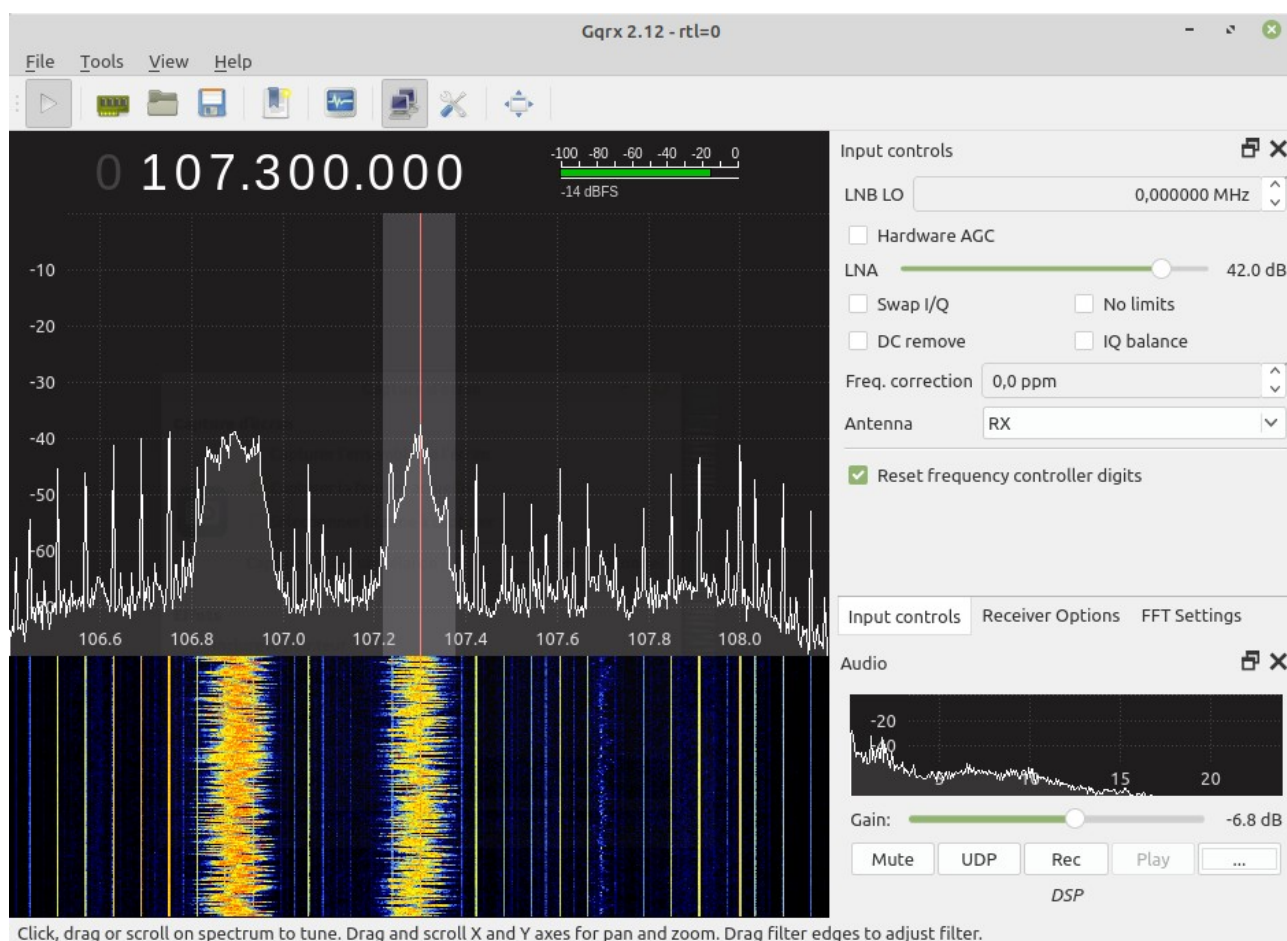 Gqrx 2.12 - rtl=0
File Tools View Help
0 107.300.000
-100 -80 -60 -40 -20 0
-14 dBFS
-10
-20
-30
-40
-50
-60
106.6 106.8 107.0 107.2 107.4 107.6 107.8 108.0
Input controls
LNB LO 0,000000 MHz
Hardware AGC
LNA 42.0 dB
Swap I/Q No limits
DC remove IQ balance
Freq. correction 0,0 ppm
Antenna RX
Reset frequency controller digits
Input controls Receiver Options FFT Settings
Audio
-20
-40
5 10 15 20
Gain: -6.8 dB
Mute UDP Rec Play ...
DSP
Click, drag or scroll on spectrum to tune. Drag and scroll X and Y axes for pan and zoom. Drag filter edges to adjust filter.